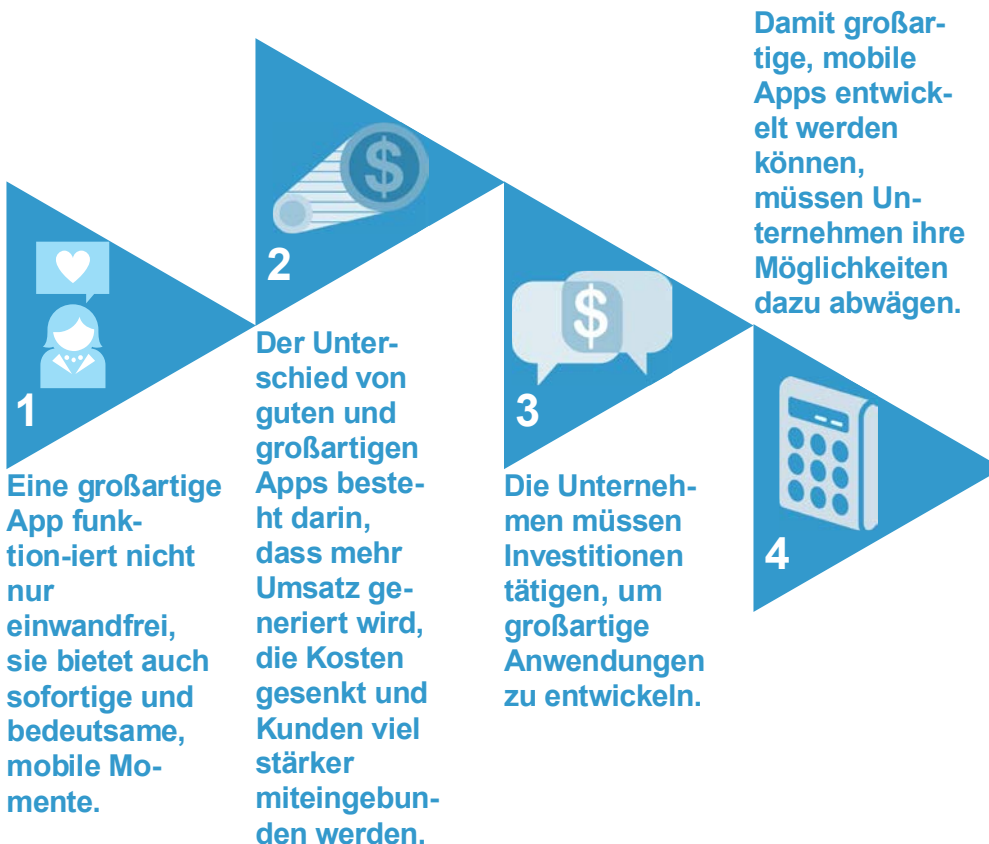 1
Eine großartige
App funk-
tion-iert nicht
nur
einwandfrei,
sie bietet auch
sofortige und
bedeutsame,
mobile Mo-
mente.
$
2
Der Unter-
schied von
guten und
großartigen
Apps beste-
ht darin,
dass mehr
Umsatz ge-
neriert wird,
die Kosten
gesenkt und
Kunden viel
stärker
miteingebun-
den werden.
$
3
Die Unterneh-
men müssen
Investitionen
tätigen, um
großartige
Anwendungen
zu entwickeln.
Damit großar-
tige, mobile
Apps entwick-
elt werden
können,
müssen Un-
ternehmen ihre
Möglichkeiten
dazu abwägen.
4